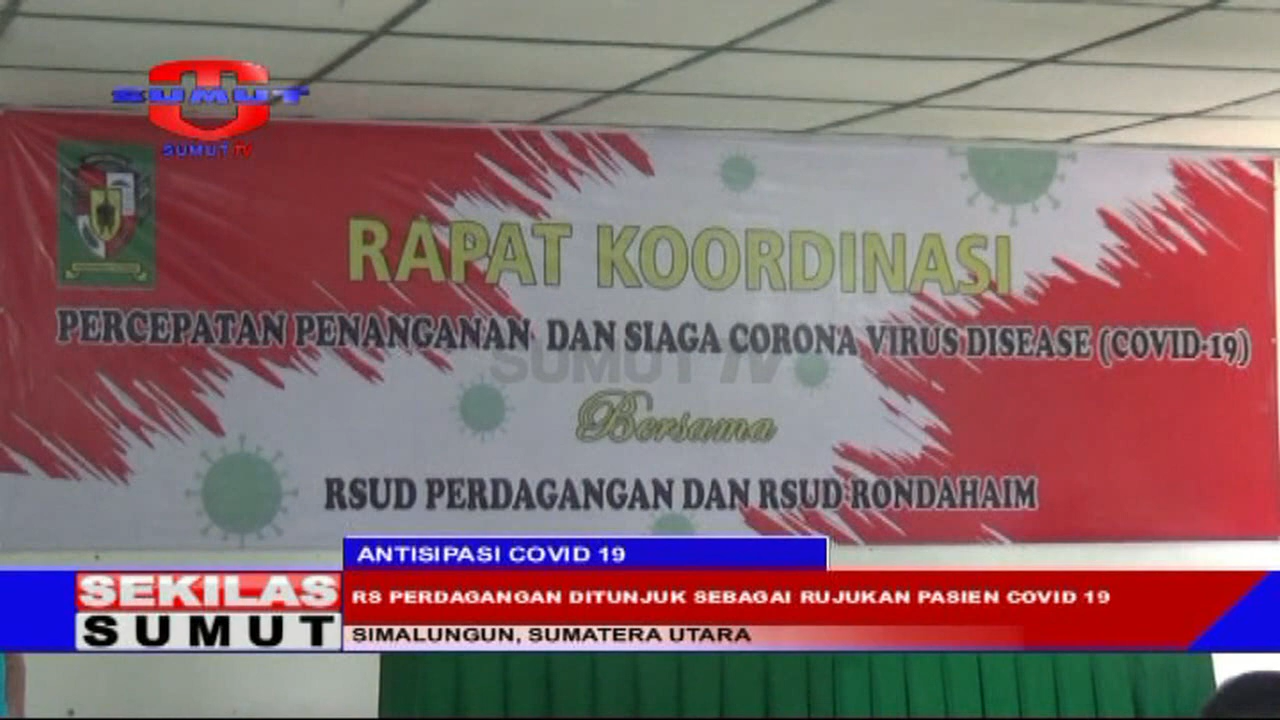 SUMUT
SUMUT TV
RAPAT KOORDINASI
PERCEPATAN PENANGANAN DAN SIAGA CORONA VIRUS DISEASE (COVID-19)
SUMUT TV
Bersama
RSUD PERDAGANGAN DAN RSUD RONDAHAIM
ANTISIPASI COVID 19
SEKILAS
SUMUT
RS PERDAGANGAN DITUNJUK SEBAGAI RUJUKAN PASIEN COVID 19
SIMALUNGUN, SUMATERA UTARA